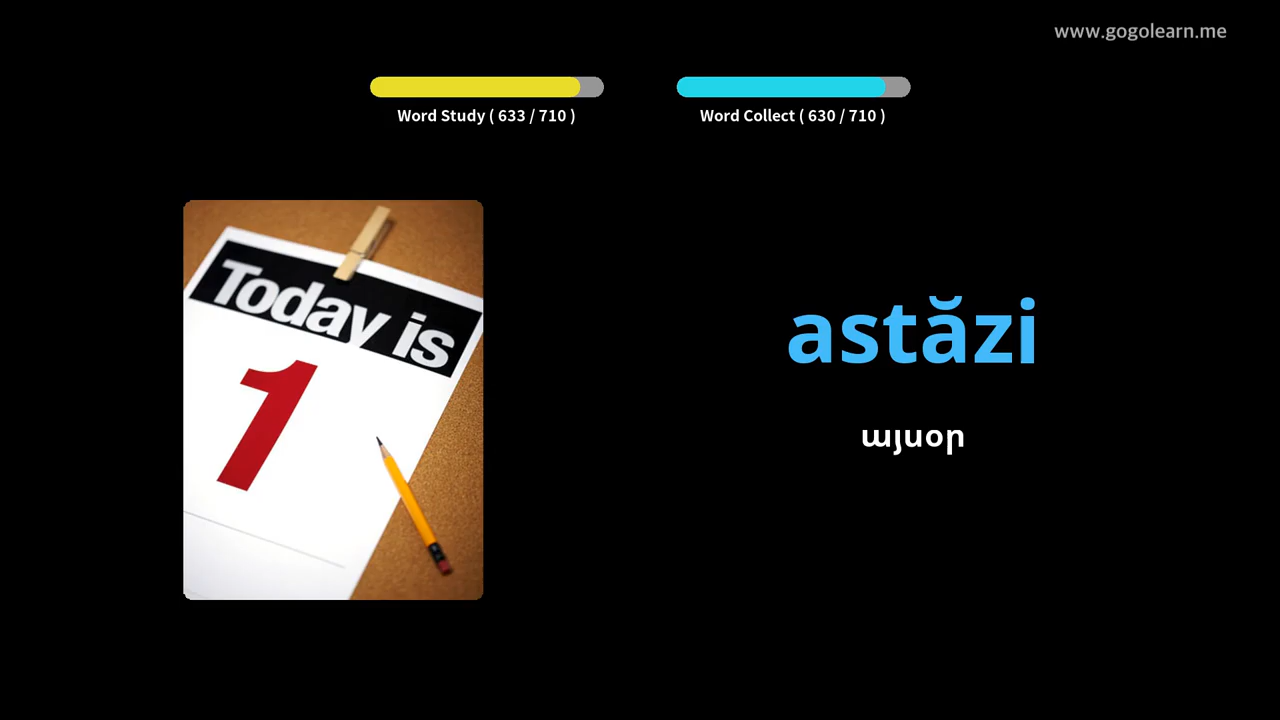 www.gogolearn.me
Word Study ( 633 / 710 )
Word Collect ( 630 / 710 )
Today is
1
astăzi
այսօր